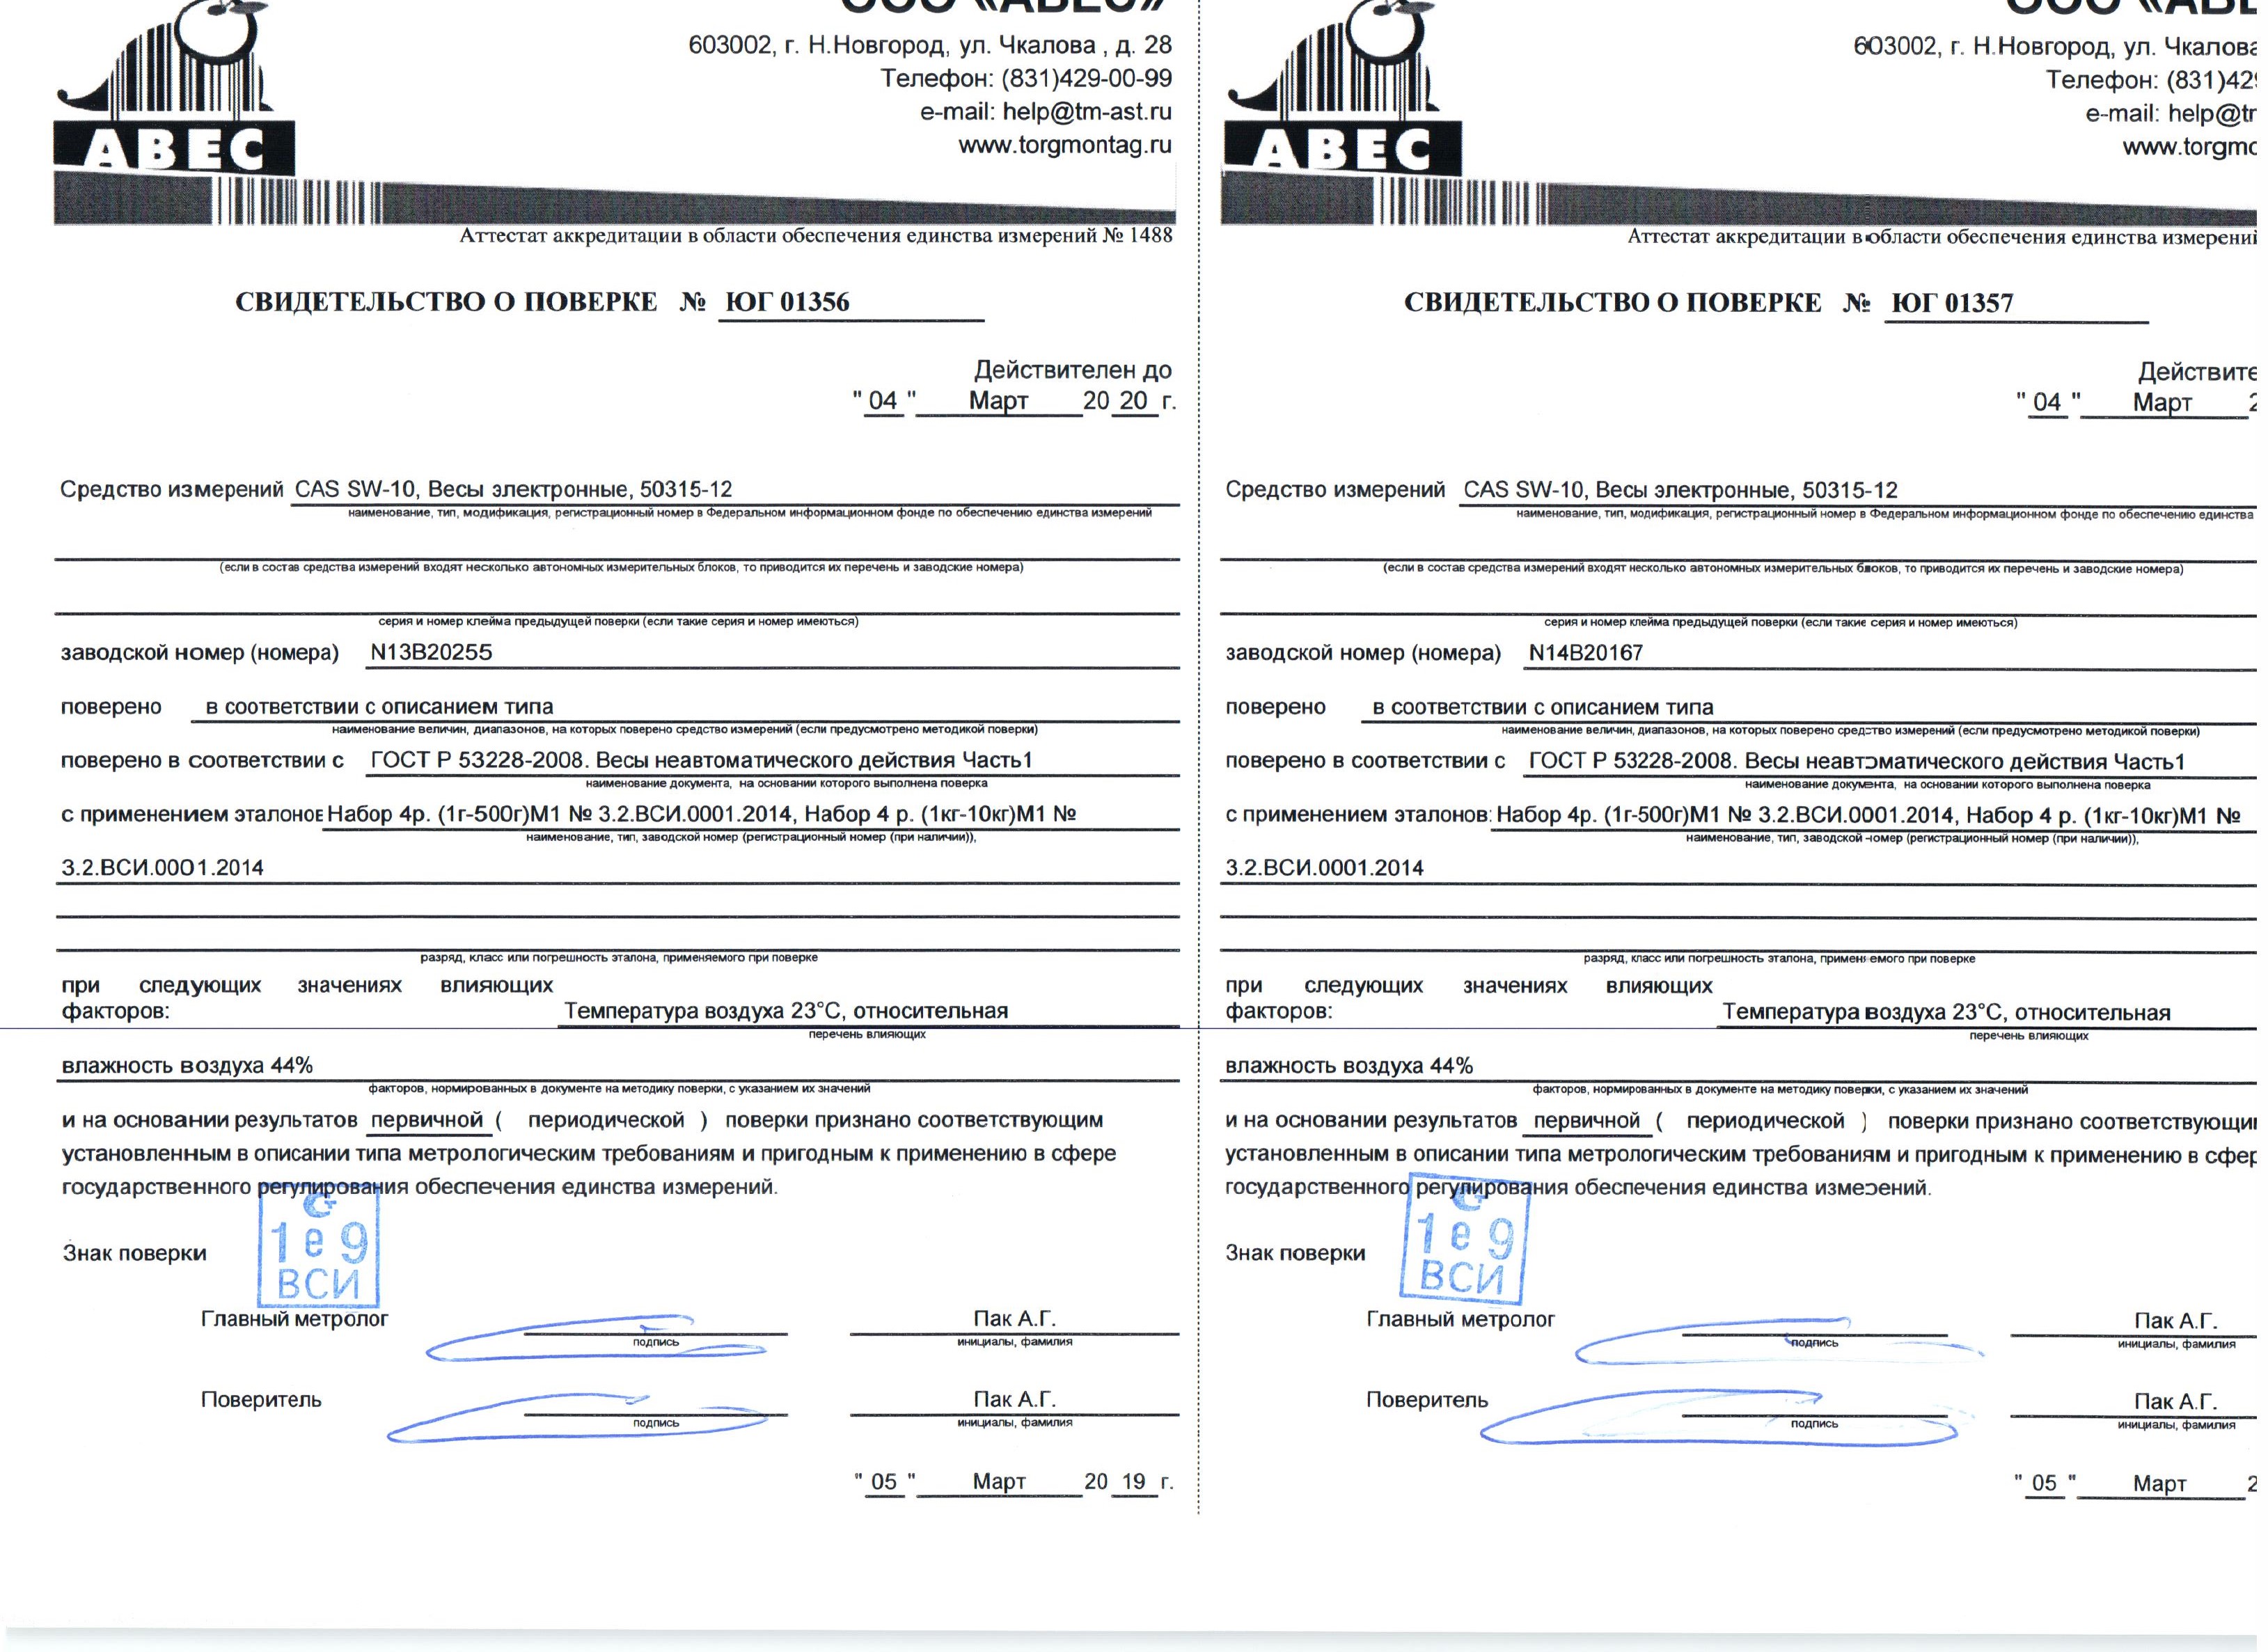 ООО «АВЕС»
603002, г. Н.Новгород, ул. Чкалова , д. 28
Телефон: (831)429-00-99
e-mail: help@tm-ast.ru
www.torgmontag.ru
АВЕС
Аттестат аккредитации в области обеспечения единства измерений № 1488
СВИДЕТЕЛЬСТВО О ПОВЕРКЕ № ЮГ 01356
Действителен до
" 04 " Март 20 20 г.
Средство измерений CAS SW-10, Весы электронные, 50315-12
наименование, тип, модификация, регистрационный номер в Федеральном информационном фонде по обеспечению единства измерений
(если в состав средства измерений входят несколько автономных измерительных блоков, то приводится их перечень и заводские номера)
серия и номер клейма предыдущей поверки (если такие серия и номер имеються)
заводской номер (номера) N13B20255
поверено в соответствии с описанием типа
наименование величин, диапазонов, на которых поверено средство измерений (если предусмотрено методикой поверки)
поверено в соответствии с ГОСТ Р 53228-2008. Весы неавтоматического действия Часть1
наименование документа, на основании которого выполнена поверка
с применением эталонов Набор 4р. (1г-500г)М1 № 3.2.ВСИ.0001.2014, Набор 4 р. (1кг-10кг)М1 №
наименование, тип, заводской номер (регистрационный номер (при наличии)),
3.2.ВСИ.0001.2014
разряд, класс или погрешность эталона, применяемого при поверке
при следующих значениях влияющих
факторов: Температура воздуха 23°С, относительная
перечень влияющих
влажность воздуха 44%
факторов, нормированных в документе на методику поверки, с указанием их значений
и на основании результатов первичной ( периодической ) поверки признано соответствующим
установленным в описании типа метрологическим требованиям и пригодным к применению в сфере
государственного регулирования обеспечения единства измерений.
Знак поверки
1 е 9
ВСИ
Главный метролог Пак А.Г.
подпись инициалы, фамилия
Поверитель Пак А.Г.
подпись инициалы, фамилия
" 05 " Март 20 19 г.
ООО «АВЕ
603002, г. Н.Новгород, ул. Чкалова
Телефон: (831)429
e-mail: help@tm
www.torgmo
АВЕС
Аттестат аккредитации в области обеспечения единства измерений
СВИДЕТЕЛЬСТВО О ПОВЕРКЕ № ЮГ 01357
Действите
" 04 " Март 2
Средство измерений CAS SW-10, Весы электронные, 50315-12
наименование, тип, модификация, регистрационный номер в Федеральном информационном фонде по обеспечению единства
(если в состав средства измерений входят несколько автономных измерительных блоков, то приводится их перечень и заводские номера)
серия и номер клейма предыдущей поверки (если такие серия и номер имеються)
заводской номер (номера) N14B20167
поверено в соответствии с описанием типа
наименование величин, диапазонов, на которых поверено средство измерений (если предусмотрено методикой поверки)
поверено в соответствии с ГОСТ Р 53228-2008. Весы неавтоматического действия Часть1
наименование документа, на основании которого выполнена поверка
с применением эталонов: Набор 4р. (1г-500г)М1 № 3.2.ВСИ.0001.2014, Набор 4 р. (1кг-10кг)М1 №
наименование, тип, заводской номер (регистрационный номер (при наличии)),
3.2.ВСИ.0001.2014
разряд, класс или погрешность эталона, применяемого при поверке
при следующих значениях влияющих
факторов: Температура воздуха 23°С, относительная
перечень влияющих
влажность воздуха 44%
факторов, нормированных в документе на методику поверки, с указанием их значений
и на основании результатов первичной ( периодической ) поверки признано соответствующим
установленным в описании типа метрологическим требованиям и пригодным к применению в сфер
государственного регулирования обеспечения единства измерений.
Знак поверки
1 е 9
ВСИ
Главный метролог Пак А.Г.
подпись инициалы, фамилия
Поверитель Пак А.Г.
подпись инициалы, фамилия
" 05 " Март 2